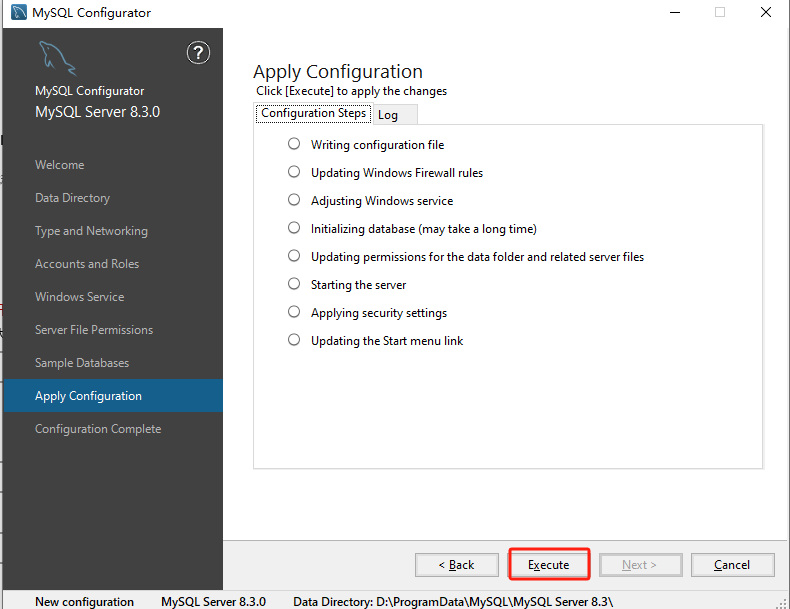 MySQL Configurator
?
MySQL Configurator
MySQL Server 8.3.0
Welcome
Data Directory
Type and Networking
Accounts and Roles
Windows Service
Server File Permissions
Sample Databases
Apply Configuration
Configuration Complete
Apply Configuration
Click [Execute] to apply the changes
Configuration Steps
Log
Writing configuration file
Updating Windows Firewall rules
Adjusting Windows service
Initializing database (may take a long time)
Updating permissions for the data folder and related server files
Starting the server
Applying security settings
Updating the Start menu link
< Back
Execute
Next >
Cancel
New configuration
MySQL Server 8.3.0
Data Directory: D:\ProgramData\MySQL\MySQL Server 8.3\